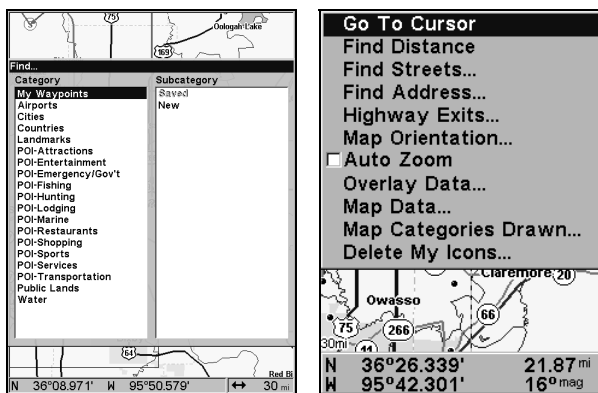 75
Oologah Lake
169
Find...
Category
Subcategory
My Waypoints
Airports
Cities
Countries
Landmarks
POI-Attractions
POI-Entertainment
POI-Emergency/Gov't
POI-Fishing
POI-Hunting
POI-Lodging
POI-Marine
POI-Restaurants
POI-Shopping
POI-Sports
POI-Services
POI-Transportation
Public Lands
Water
Saved
New
64
Red Bi
N 36°08.971' W 95°50.579' ↔ 30 mi
Go To Cursor
Find Distance
Find Streets...
Find Address...
Highway Exits...
Map Orientation...
Auto Zoom
Overlay Data...
Map Data...
Map Categories Drawn...
Delete My Icons...
Claremore 20
Owasso
66
75
266
30mi
11
N 36°26.339' 21.87 mi
W 95°42.301' 16° mag